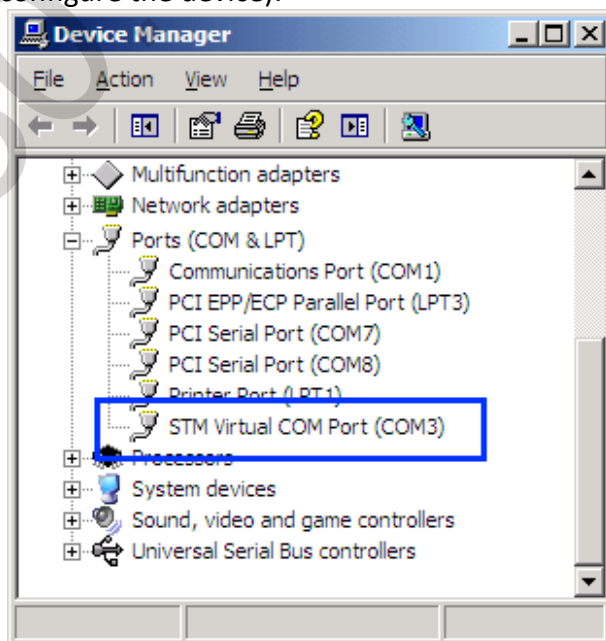 configure the device).
Device Manager
File Action View Help
Multifunction adapters
Network adapters
Ports (COM & LPT)
Communications Port (COM1)
PCI EPP/ECP Parallel Port (LPT3)
PCI Serial Port (COM7)
PCI Serial Port (COM8)
Printer Port (LPT1)
STM Virtual COM Port (COM3)
Processors
System devices
Sound, video and game controllers
Universal Serial Bus controllers